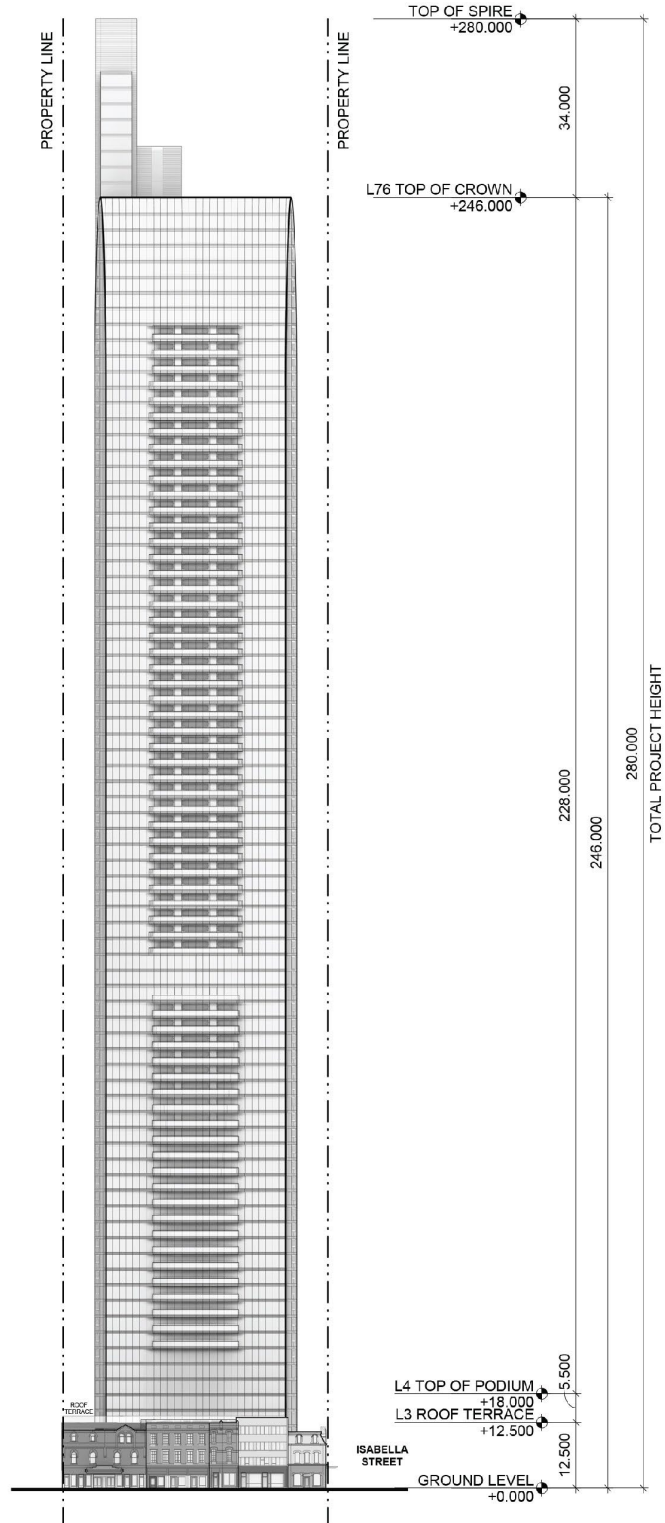 TOP OF SPIRE
+280.000
PROPERTY LINE
PROPERTY LINE
34.000
L76 TOP OF CROWN
+246.000
228.000
246.000
280.000
TOTAL PROJECT HEIGHT
L4 TOP OF PODIUM
+18.000
5.500
L3 ROOF TERRACE
+12.500
12.500
ROOF
TERRACE
ISABELLA
STREET
GROUND LEVEL
+0.000